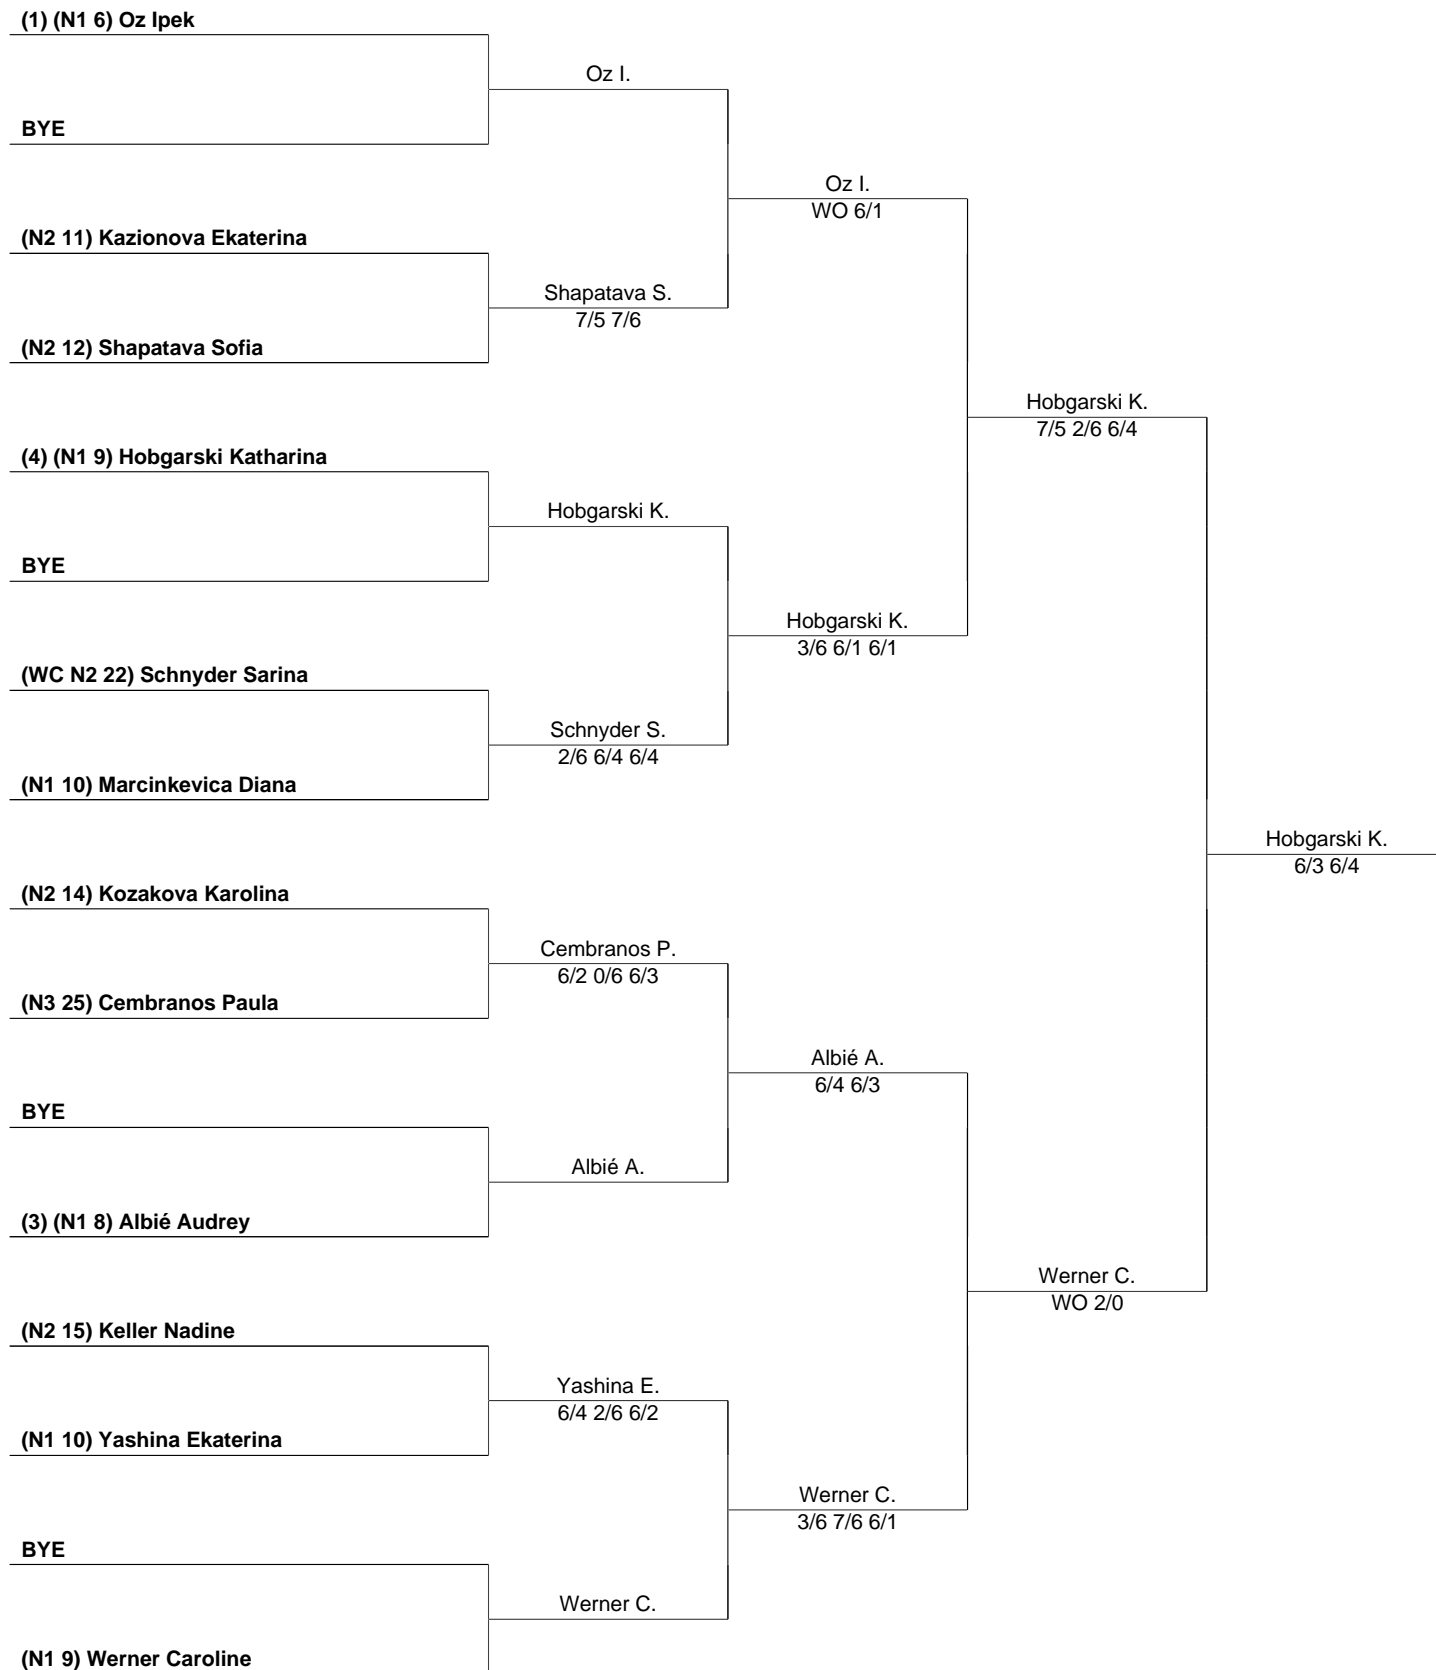 (1) (N1 6) Oz Ipek
Oz I.
BYE
Oz I.
WO 6/1
(N2 11) Kazionova Ekaterina
Shapatava S.
7/5 7/6
(N2 12) Shapatava Sofia
Hobgarski K.
7/5 2/6 6/4
(4) (N1 9) Hobgarski Katharina
Hobgarski K.
BYE
Hobgarski K.
3/6 6/1 6/1
(WC N2 22) Schnyder Sarina
Schnyder S.
2/6 6/4 6/4
(N1 10) Marcinkevica Diana
Hobgarski K.
6/3 6/4
(N2 14) Kozakova Karolina
Cembranos P.
6/2 0/6 6/3
(N3 25) Cembranos Paula
Albié A.
6/4 6/3
BYE
Albié A.
(3) (N1 8) Albié Audrey
Werner C.
WO 2/0
(N2 15) Keller Nadine
Yashina E.
6/4 2/6 6/2
(N1 10) Yashina Ekaterina
Werner C.
3/6 7/6 6/1
BYE
Werner C.
(N1 9) Werner Caroline